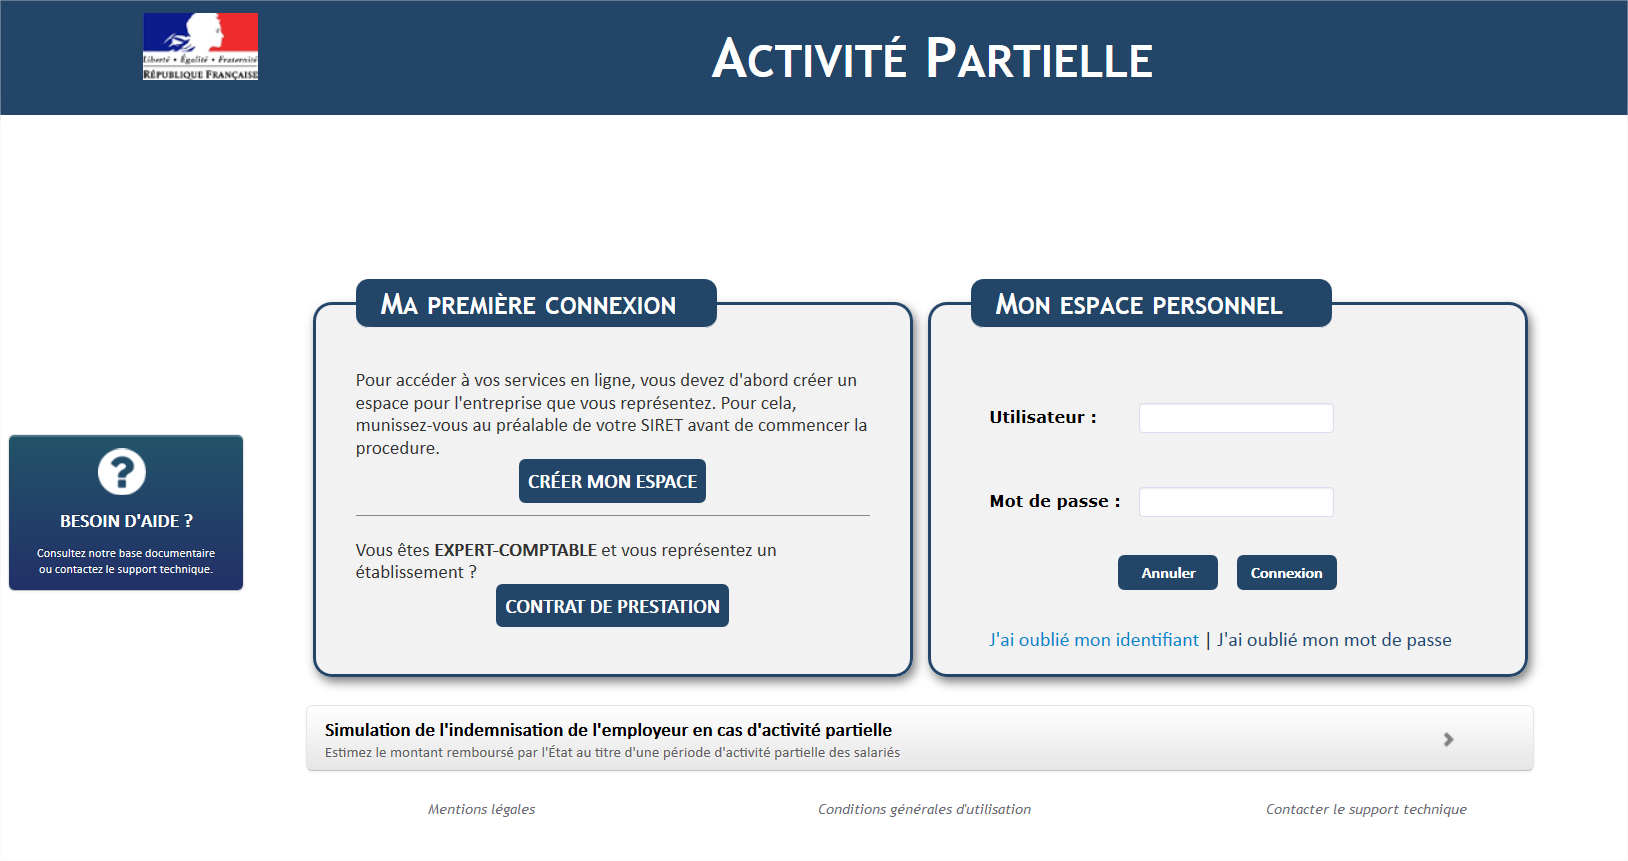 Liberté • Égalité • Fraternité
RÉPUBLIQUE FRANÇAISE
ACTIVITÉ PARTIELLE
MA PREMIÈRE CONNEXION
Pour accéder à vos services en ligne, vous devez d'abord créer un
espace pour l'entreprise que vous représentez. Pour cela,
munissez-vous au préalable de votre SIRET avant de commencer la
procedure.
CRÉER MON ESPACE
Vous êtes EXPERT-COMPTABLE et vous représentez un
établissement ?
CONTRAT DE PRESTATION
MON ESPACE PERSONNEL
Utilisateur :
Mot de passe :
Annuler
Connexion
J'ai oublié mon identifiant | J'ai oublié mon mot de passe
BESOIN D'AIDE ?
Consultez notre base documentaire
ou contactez le support technique.
Simulation de l'indemnisation de l'employeur en cas d'activité partielle
Estimez le montant remboursé par l'État au titre d'une période d'activité partielle des salariés
Mentions légales
Conditions générales d'utilisation
Contacter le support technique